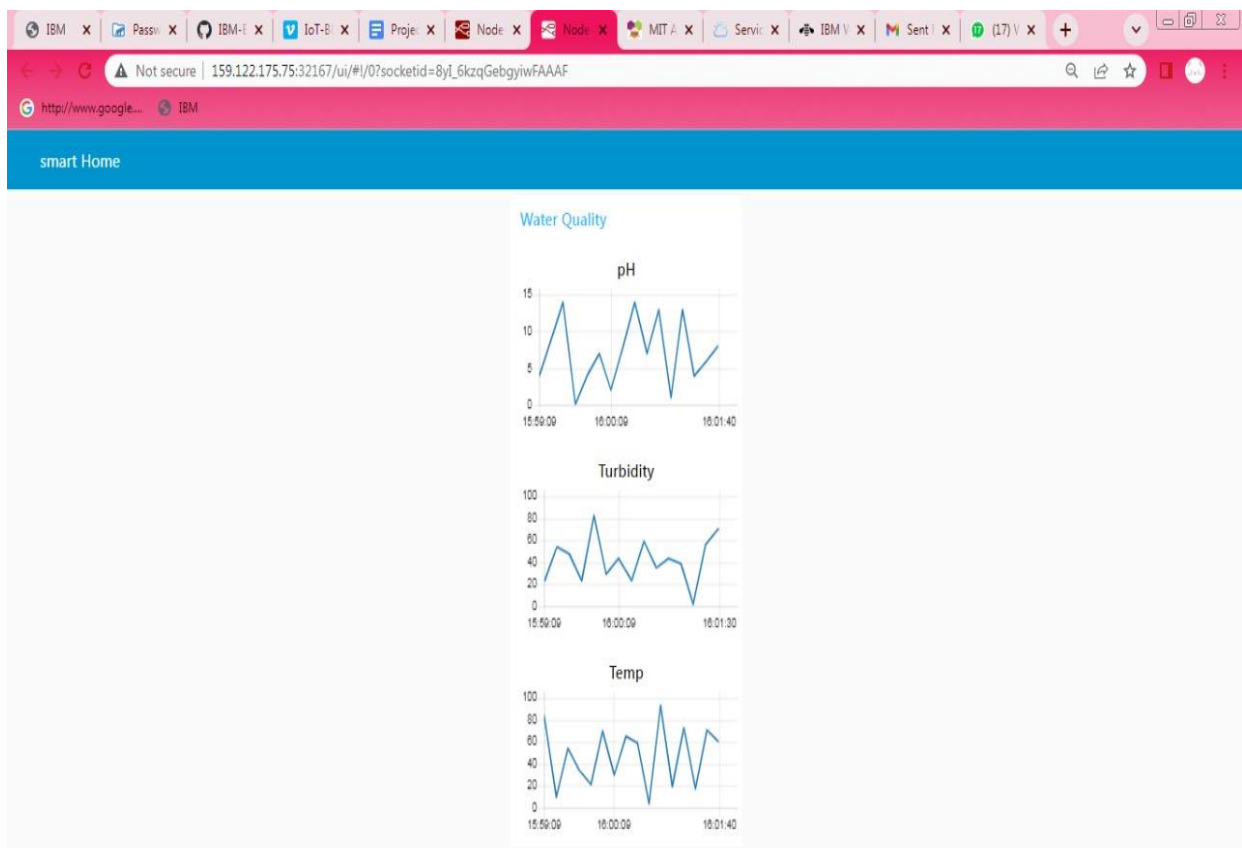 IBM Passw IBM-E IoT-Bl Projec Node Node MIT A Servic IBM V Sent (17) V
Not secure 159.122.175.75:32167/ui/#!/0?socketid=8yI_6kzqGebgyiwFAAAF
http://www.google.... IBM
smart Home
Water Quality
pH
15
10
5
0
15:59:09 16:00:09 16:01:40
Turbidity
100
80
60
40
20
0
15:59:09 16:00:09 16:01:30
Temp
100
80
60
40
20
0
15:59:09 16:00:09 16:01:40